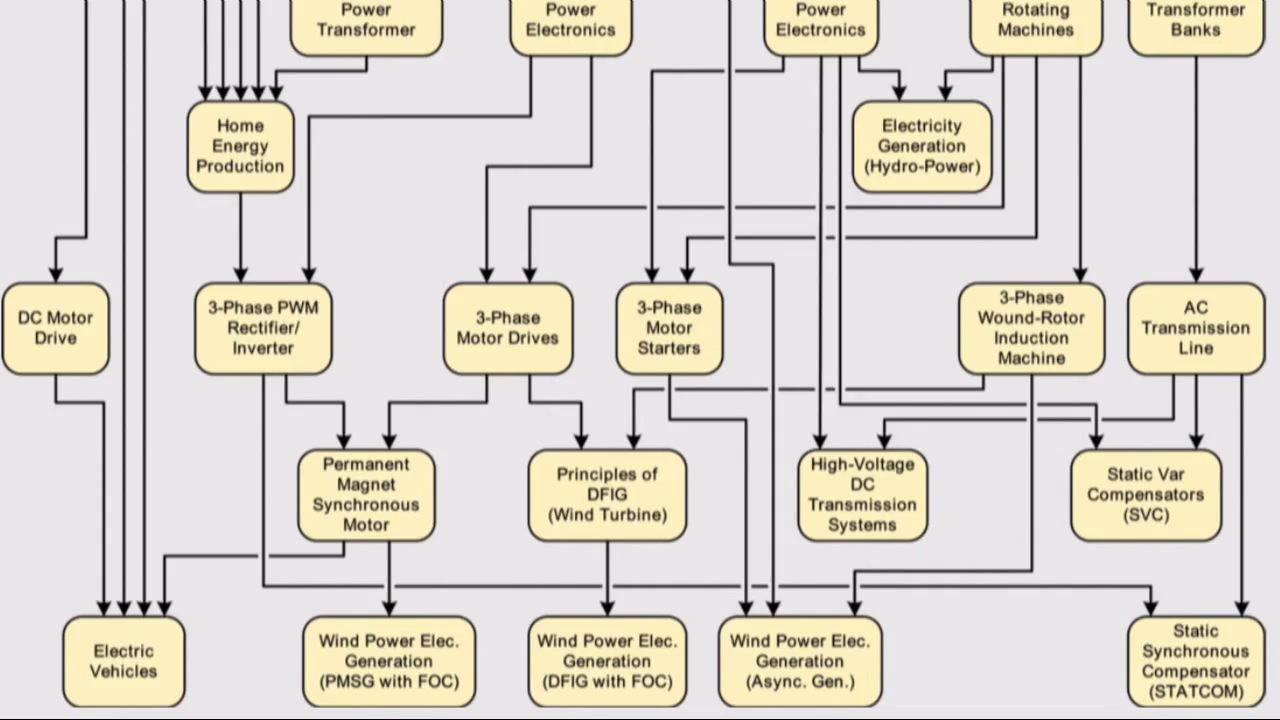 Power
Transformer
Power
Electronics
Power
Electronics
Rotating
Machines
Transformer
Banks
Home
Energy
Production
Electricity
Generation
(Hydro-Power)
DC Motor
Drive
3-Phase PWM
Rectifier/
Inverter
3-Phase
Motor Drives
3-Phase
Motor
Starters
3-Phase
Wound-Rotor
Induction
Machine
AC
Transmission
Line
Permanent
Magnet
Synchronous
Motor
Principles of
DFIG
(Wind Turbine)
High-Voltage
DC
Transmission
Systems
Static Var
Compensators
(SVC)
Electric
Vehicles
Wind Power Elec.
Generation
(PMSG with FOC)
Wind Power Elec.
Generation
(DFIG with FOC)
Wind Power Elec.
Generation
(Async. Gen.)
Static
Synchronous
Compensator
(STATCOM)